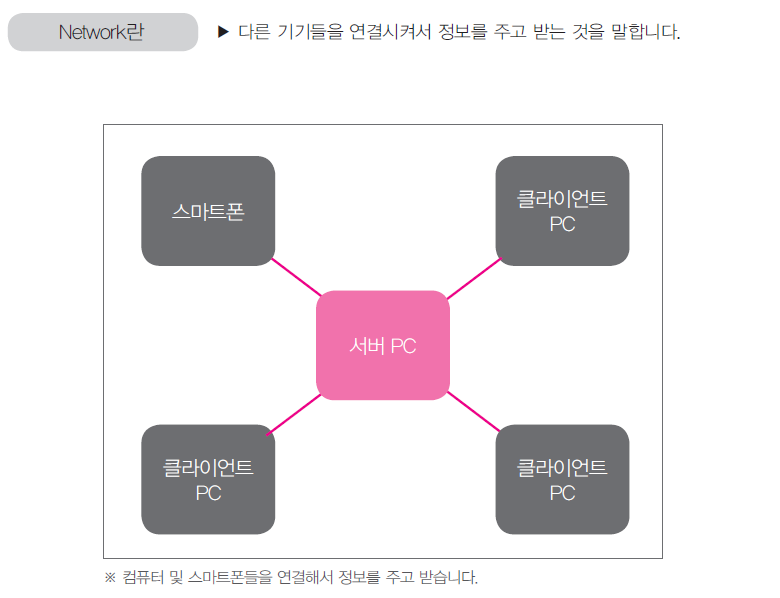 Network란
▶ 다른 기기들을 연결시켜서 정보를 주고 받는 것을 말합니다.
스마트폰
클라이언트
PC
서버 PC
클라이언트
PC
클라이언트
PC
※ 컴퓨터 및 스마트폰들을 연결해서 정보를 주고 받습니다.